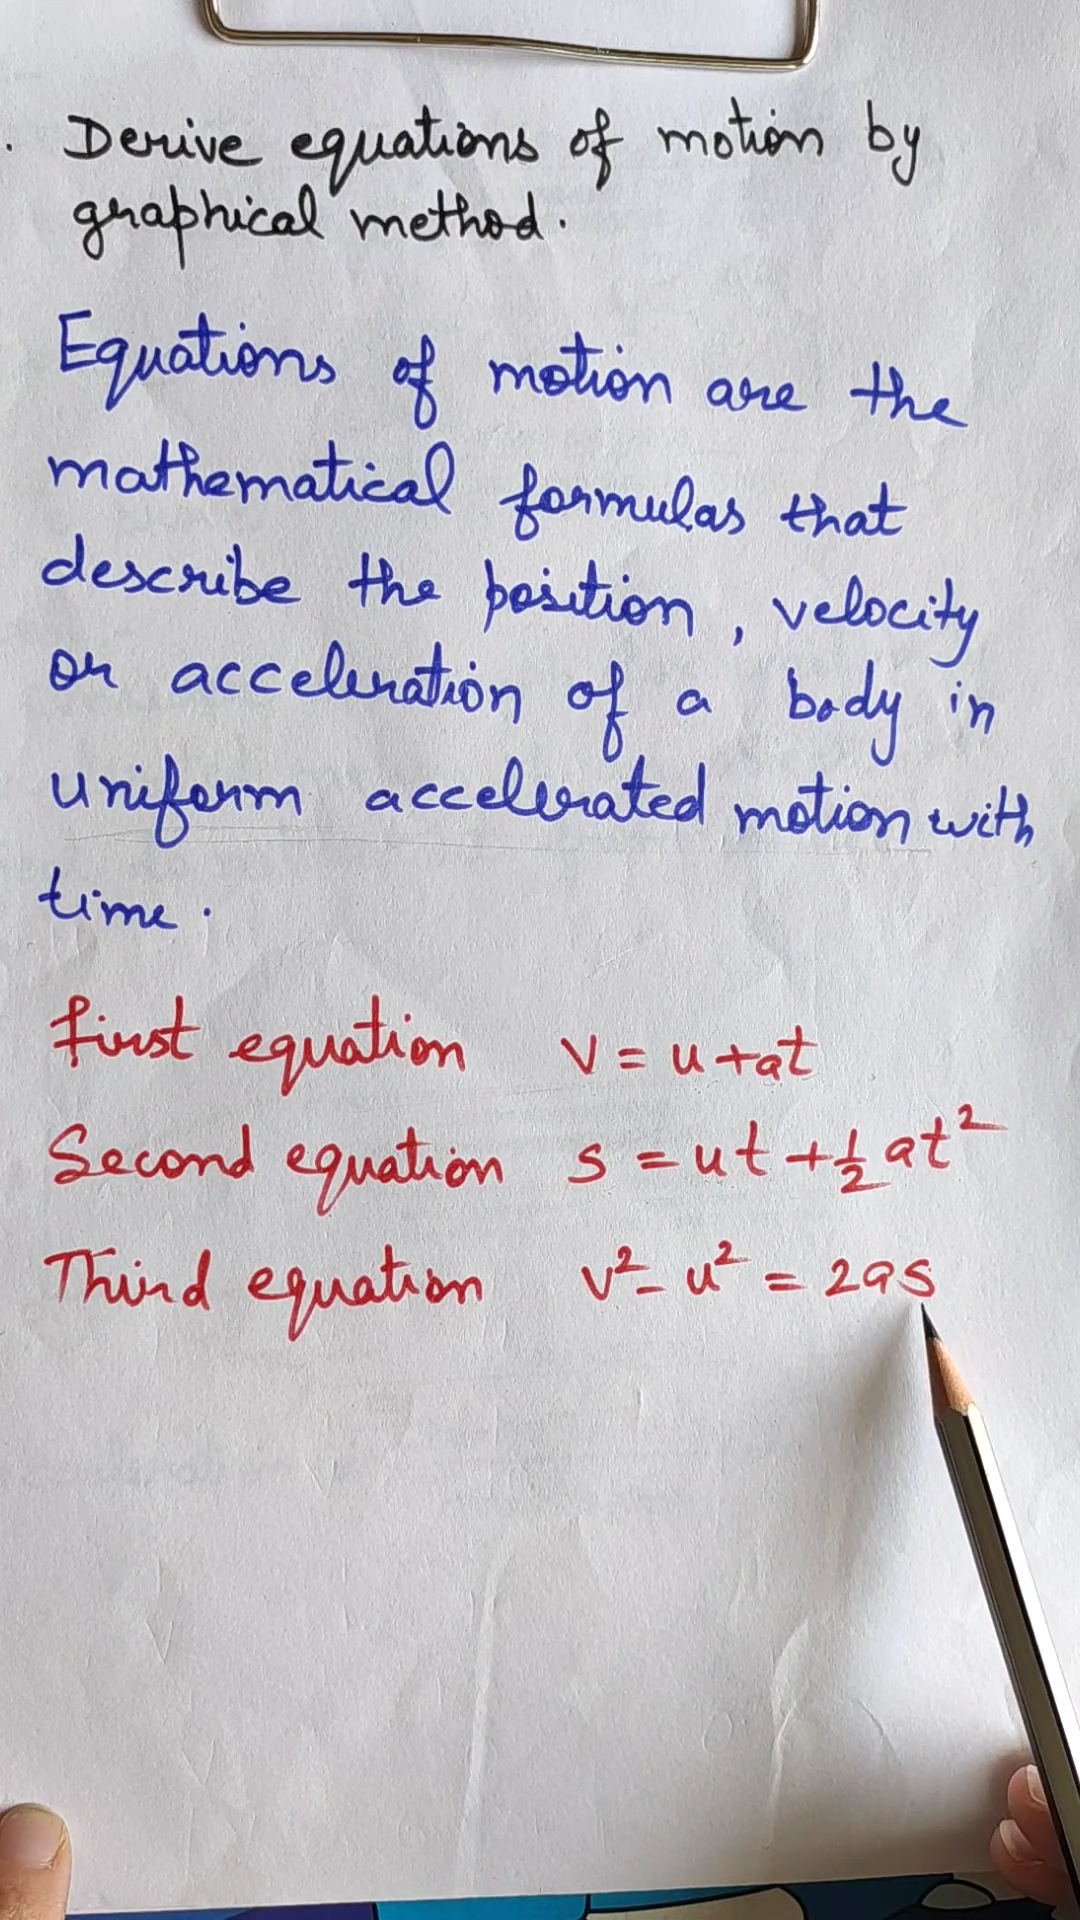 . Derive equations of motion by
graphical method.
Equations of motion are the
mathematical formulas that
describe the position, velocity
or acceleration of a body in
uniform accelerated motion with
time.
First equation v = u + at
Second equation s = ut + 1/2 at²
Third equation v² - u² = 2as